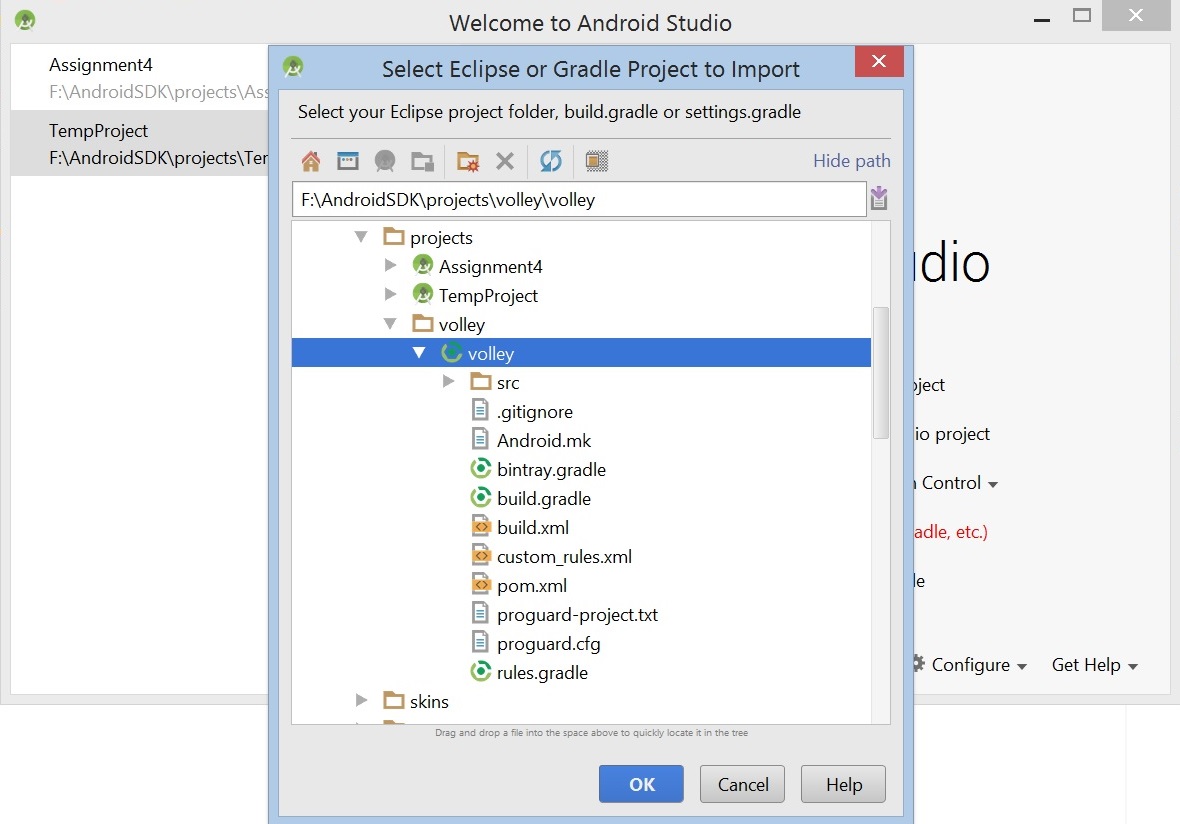 Welcome to Android Studio
Assignment4
F:\AndroidSDK\projects\Ass
TempProject
F:\AndroidSDK\projects\Ter
Select Eclipse or Gradle Project to Import
Select your Eclipse project folder, build.gradle or settings.gradle
Hide path
F:\AndroidSDK\projects\volley\volley
projects
Assignment4
TempProject
volley
volley
src
.gitignore
Android.mk
bintray.gradle
build.gradle
build.xml
custom_rules.xml
pom.xml
proguard-project.txt
proguard.cfg
rules.gradle
skins
Drag and drop a file into the space above to quickly locate it in the tree
OK
Cancel
Help
udio
oject
io project
n Control
adle, etc.)
le
Configure
Get Help